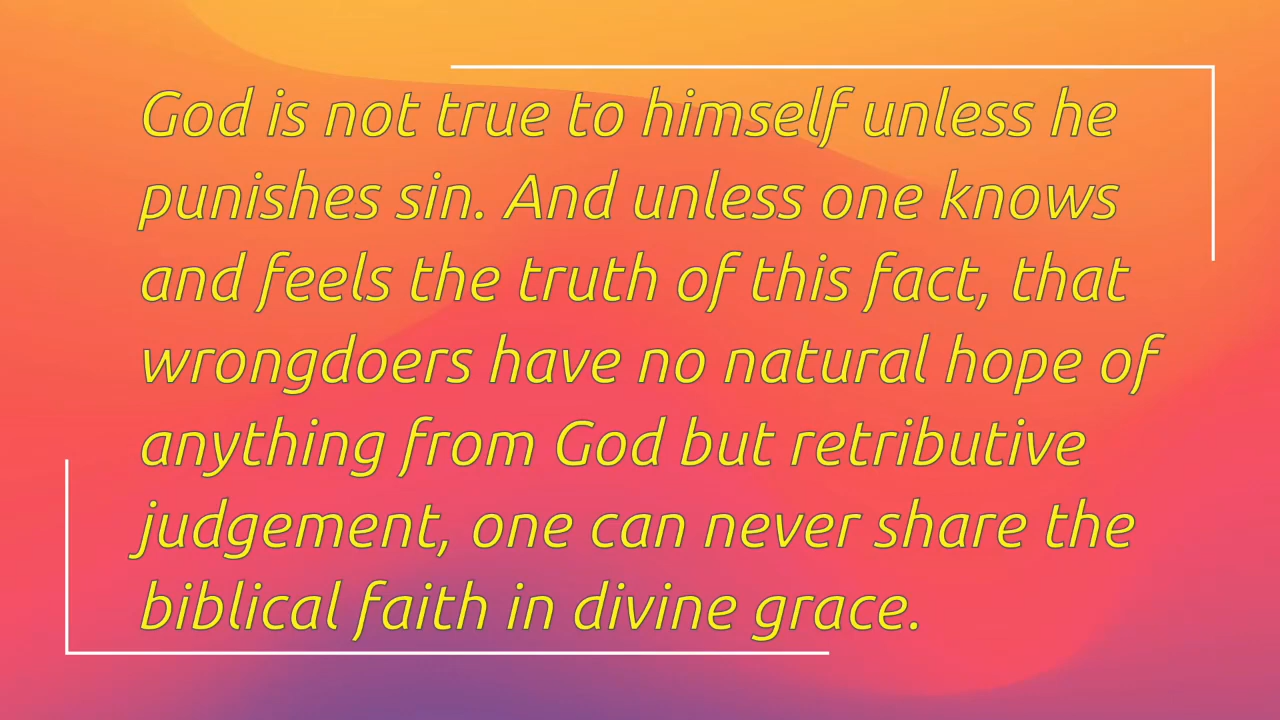 God is not true to himself unless he
punishes sin. And unless one knows
and feels the truth of this fact, that
wrongdoers have no natural hope of
anything from God but retributive
judgement, one can never share the
biblical faith in divine grace.